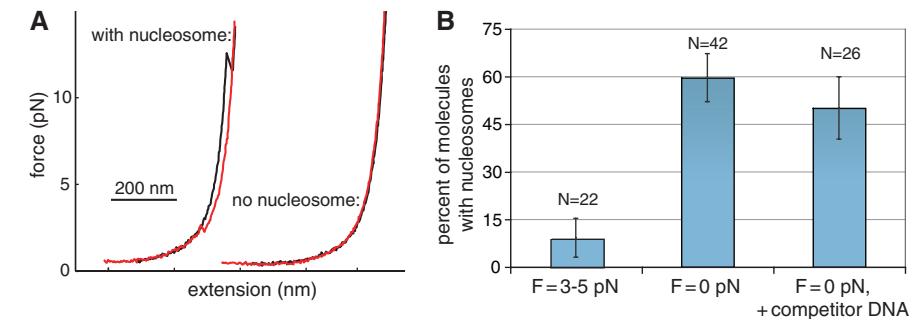 A
with nucleosome:
10
5
0
force (pN)
200 nm
no nucleosome:
extension (nm)
B
75
60
45
30
15
0
percent of molecules
with nucleosomes
N=22
N=42
N=26
F=3-5 pN
F=0 pN
F=0 pN,
+competitor DNA